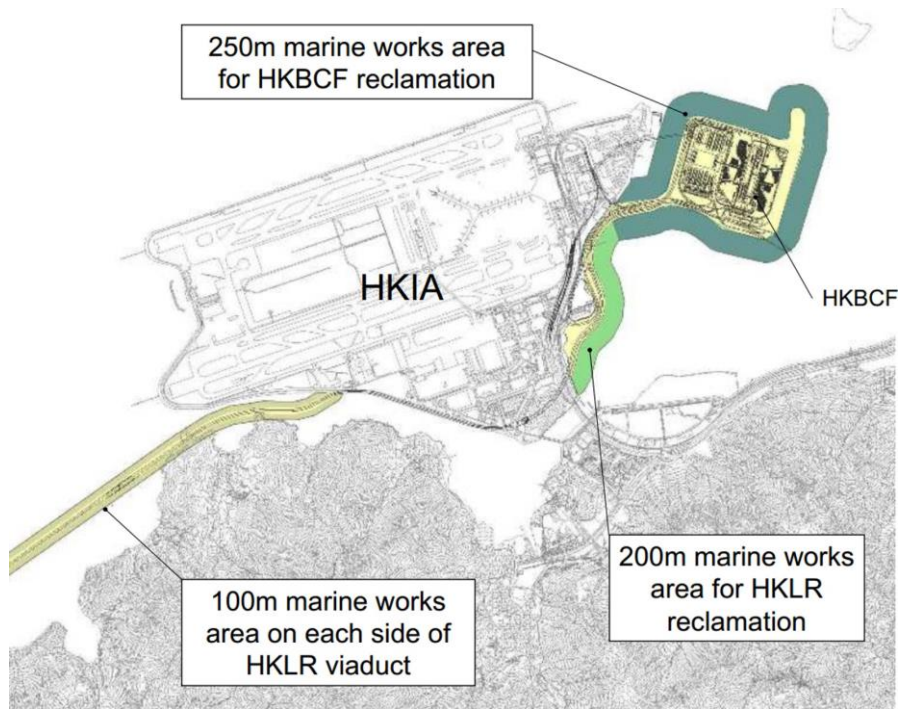 250m marine works area
for HKBCF reclamation
HKIA
HKBCF
200m marine works
area for HKLR
reclamation
100m marine works
area on each side of
HKLR viaduct